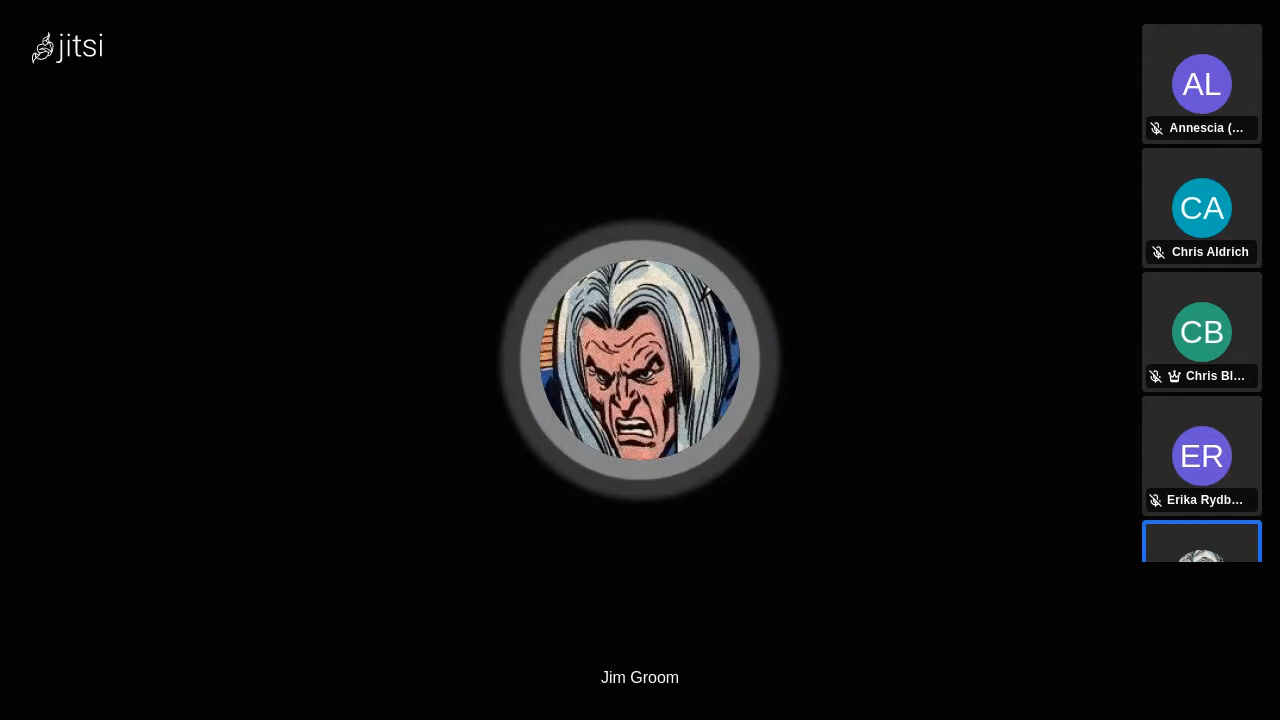 jitsi
AL
Annescia (...
CA
Chris Aldrich
CB
Chris Bl...
ER
Erika Rydb...
Jim Groom